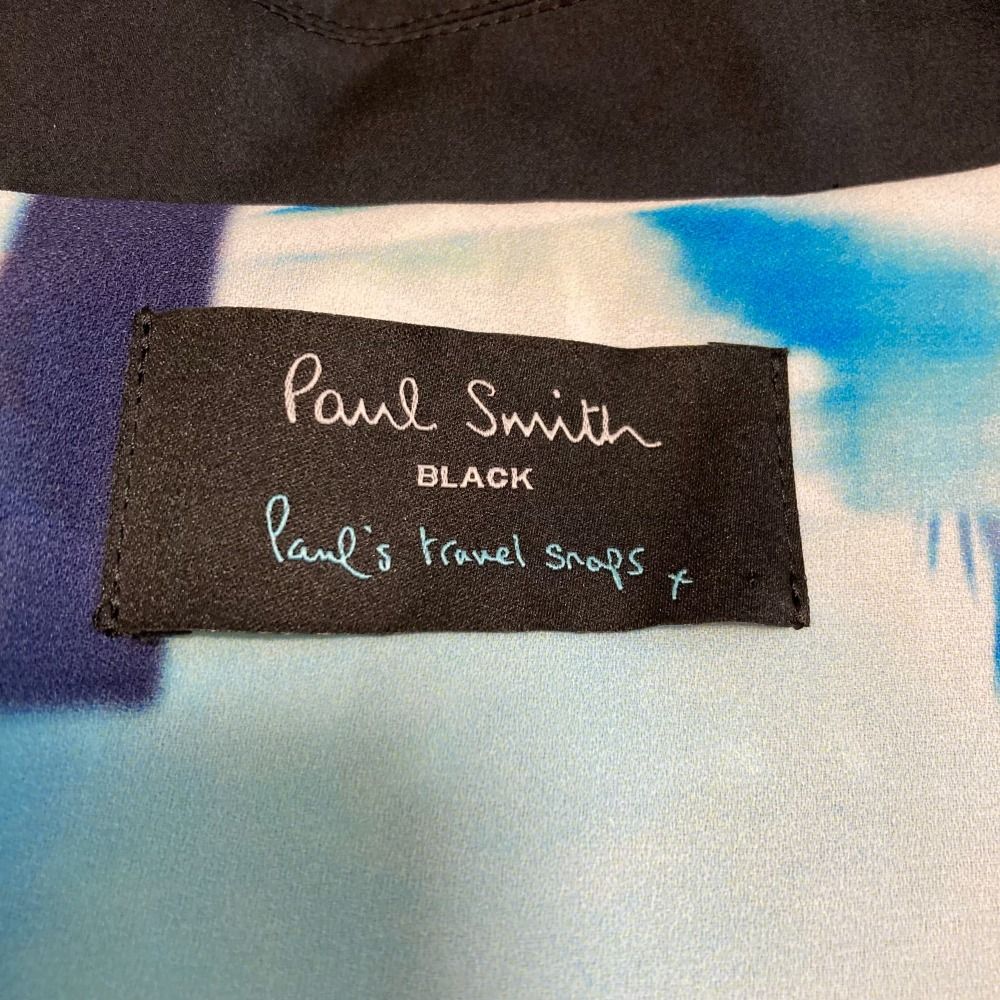 Paul Smith
BLACK
Paul's travel snaps x